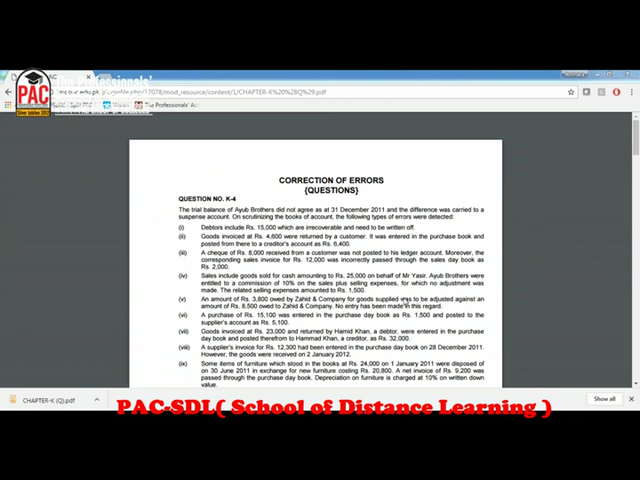 The Professionals'
PAC
Silver Jubilee 2012
17078/mod_resource/content/1/CHAPTER-K%20%28Q%29.pdf
The Professionals' Ac
CORRECTION OF ERRORS
{QUESTIONS}
QUESTION NO. K-4
The trial balance of Ayub Brothers did not agree as at 31 December 2011 and the difference was carried to a
suspense account. On scrutinizing the books of account, the following types of errors were detected:
(i) Debtors include Rs. 15,000 which are irrecoverable and need to be written off.
(ii) Goods invoiced at Rs. 4,600 were returned by a customer. It was entered in the purchase book and
posted from there to a creditor's account as Rs. 6,400.
(iii) A cheque of Rs. 8,000 received from a customer was not posted to his ledger account. Moreover, the
corresponding sales invoice for Rs. 12,000 was incorrectly passed through the sales day book as
Rs. 2,000.
(iv) Sales include goods sold for cash amounting to Rs. 25,000 on behalf of Mr Yasir. Ayub Brothers were
entitled to a commission of 10% on the sales plus selling expenses, for which no adjustment was
made. The related selling expenses amounted to Rs. 1,500.
(v) An amount of Rs. 3,800 owed by Zahid & Company for goods supplied was to be adjusted against an
amount of Rs. 8,500 owed to Zahid & Company. No entry has been made in this regard.
(vi) A purchase of Rs. 15,100 was entered in the purchase day book as Rs. 1,500 and posted to the
supplier's account as Rs. 5,100.
(vii) Goods invoiced at Rs. 23,000 and returned by Hamid Khan, a debtor, were entered in the purchase
day book and posted therefrom to Hammad Khan, a creditor, as Rs. 32,000.
(viii) A supplier's invoice for Rs. 12,300 had been entered in the purchase day book on 28 December 2011.
However, the goods were received on 2 January 2012.
(ix) Some items of furniture which stood in the books at Rs. 24,000 on 1 January 2011 were disposed of
on 30 June 2011 in exchange for new furniture costing Rs. 20,800. A net invoice of Rs. 9,200 was
passed through the purchase day book. Depreciation on furniture is charged at 10% on written down
value.
CHAPTER-K (Q).pdf
Show all
PAC-SDL( School of Distance Learning )